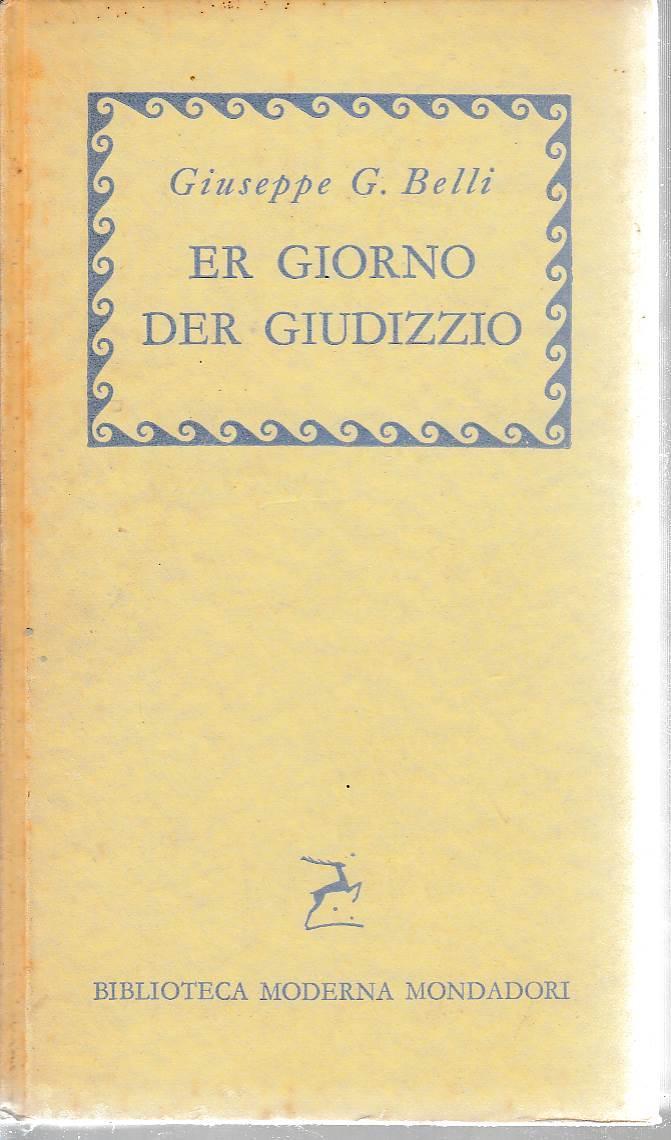 Giuseppe G. Belli
ER GIORNO
DER GIUDIZZIO
BIBLIOTECA MODERNA MONDADORI